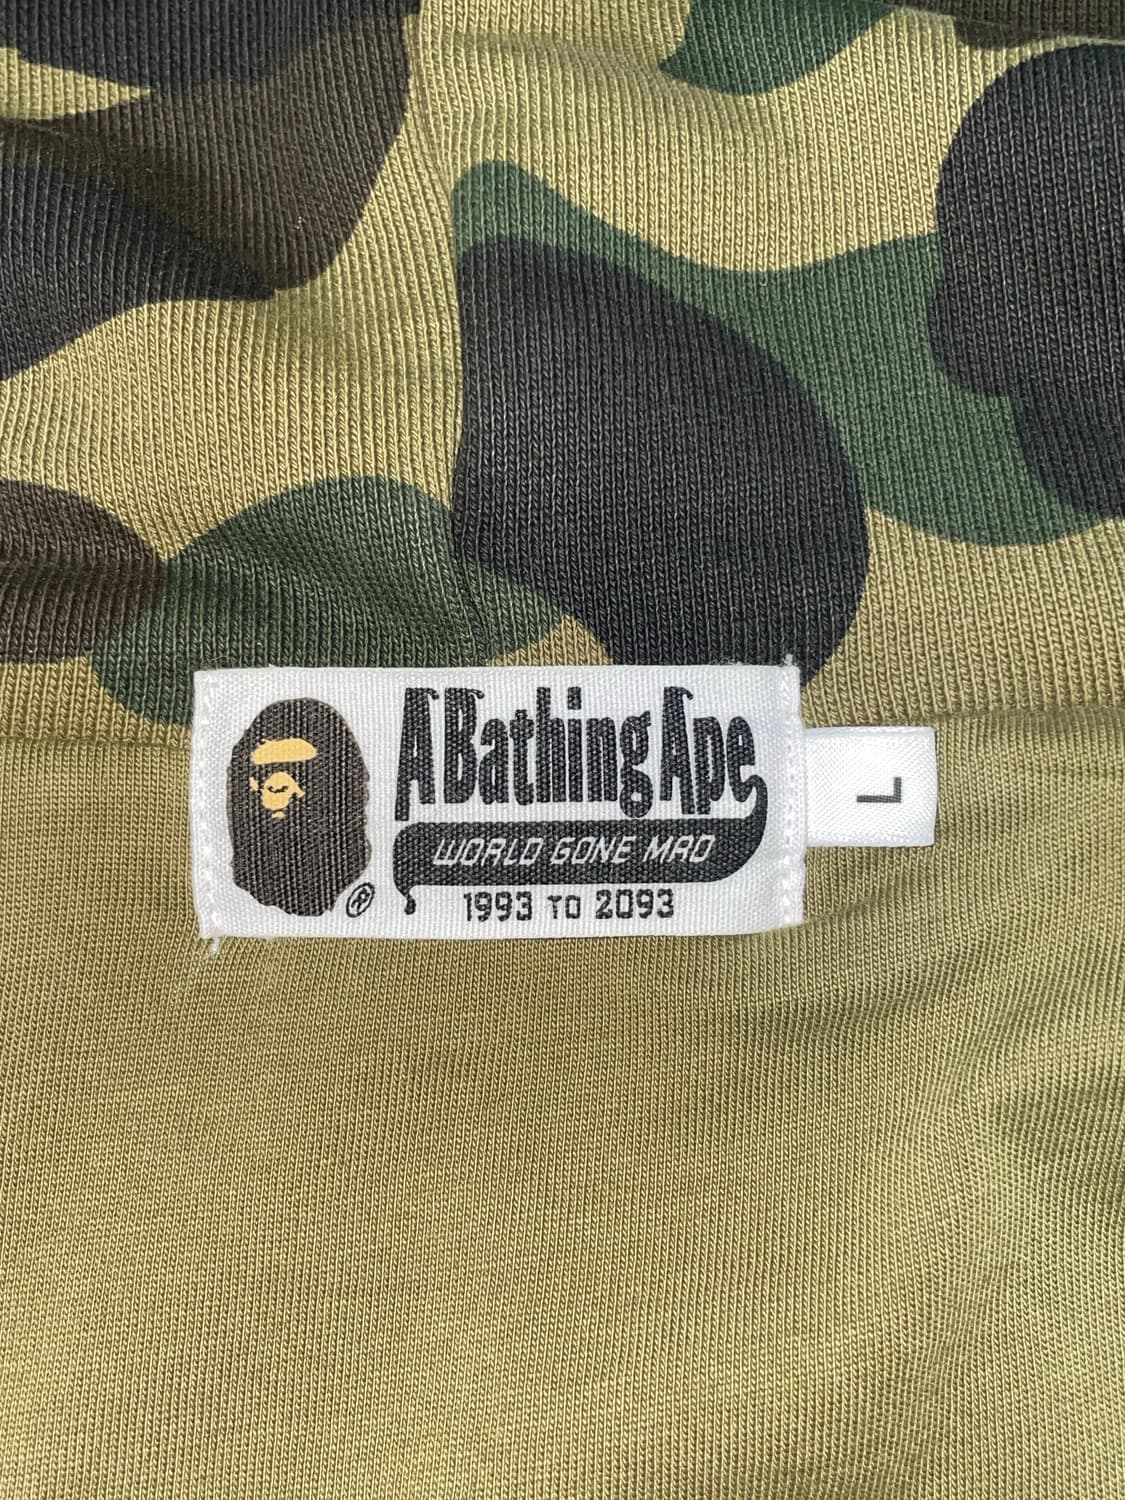 A Bathing Ape
WORLD GONE MAD
1993 TO 2093
®
L